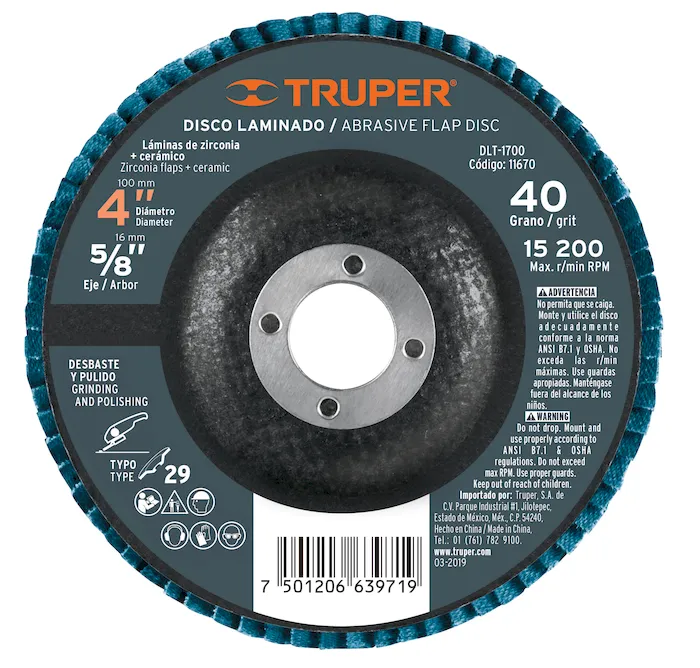 TRUPER®
DISCO LAMINADO / ABRASIVE FLAP DISC
Láminas de zirconia
+ cerámico
Zirconia flaps + ceramic
100 mm
4"
Diámetro
Diameter
16 mm
5/8"
Eje / Arbor
DLT-1700
Código: 11670
40
Grano / grit
15 200
Max. r/min RPM
ADVERTENCIA
No permita que se caiga.
Monte y utilice el disco
adecuadamente
conforme a la norma
ANSI B7.1 y OSHA. No
exceda las r/min
máximas. Use guardas
apropiadas. Manténgase
fuera del alcance de los
niños.
WARNING
Do not drop. Mount and
use properly according to
ANSI B7.1 & OSHA
regulations. Do not exceed
max RPM. Use proper guards.
Keep out of reach of children.
Importado por: Truper, S.A. de
C.V. Parque Industrial #1, Jilotepec,
Estado de México, Méx., C.P. 54240,
Hecho en China / Made in China,
Tel.: 01 (761) 782 9100.
www.truper.com
03-2019
DESBASTE
Y PULIDO
GRINDING
AND POLISHING
TIPO
TYPE
29
7 501206 639719